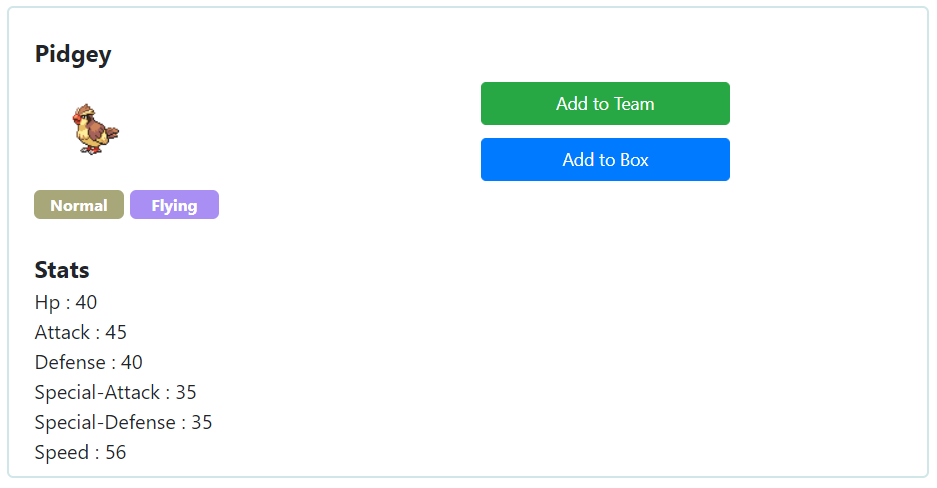 Pidgey
Add to Team
Add to Box
Normal Flying
Stats
Hp : 40
Attack : 45
Defense : 40
Special-Attack : 35
Special-Defense : 35
Speed : 56